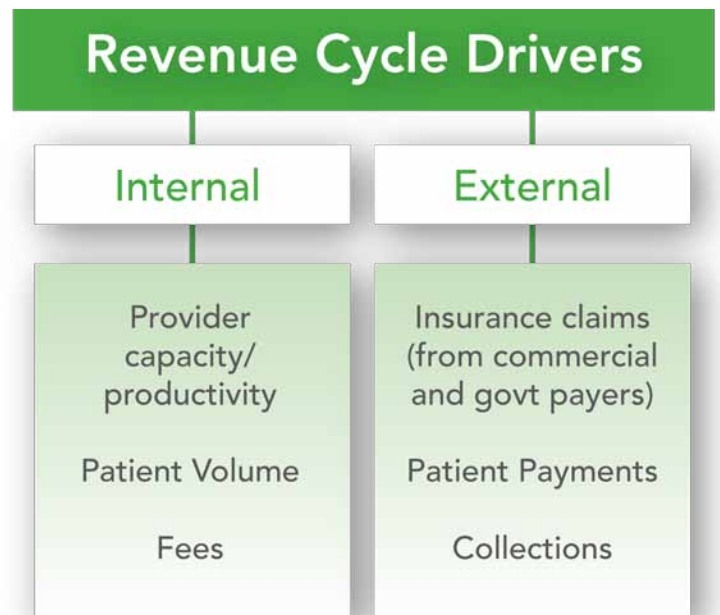 Revenue Cycle Drivers
Internal
Provider
capacity/
productivity
Patient Volume
Fees
External
Insurance claims
(from commercial
and govt payers)
Patient Payments
Collections